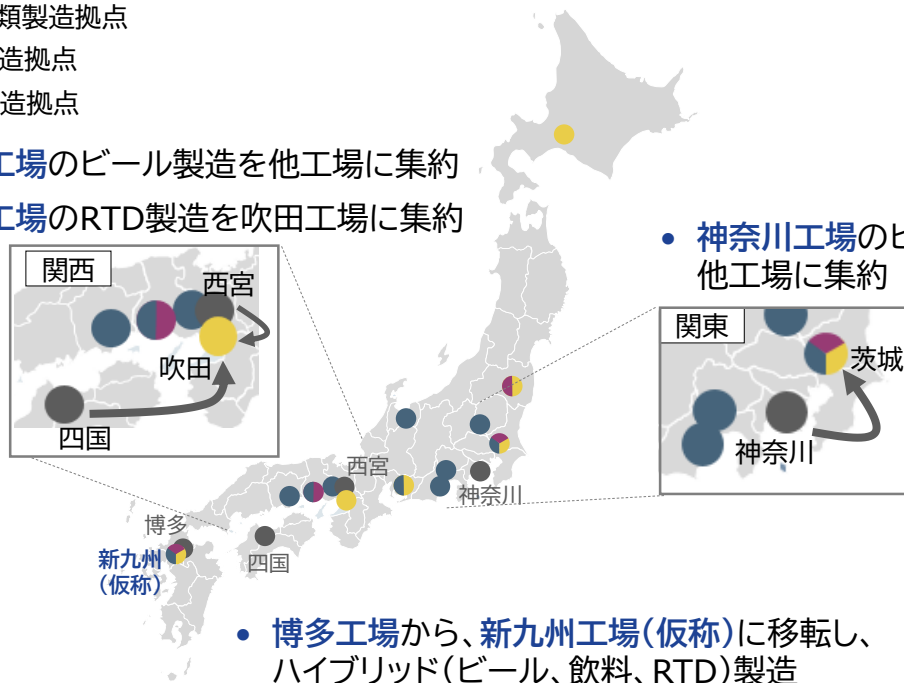 類製造拠点
造拠点
造拠点
工場のビール製造を他工場に集約
工場のRTD製造を吹田工場に集約
• 神奈川工場のビ
他工場に集約
関西
西宮
吹田
四国
関東
茨城
神奈川
西宮
神奈川
博多
新九州
(仮称)
四国
• 博多工場から、新九州工場(仮称)に移転し、
ハイブリッド(ビール、飲料、RTD)製造